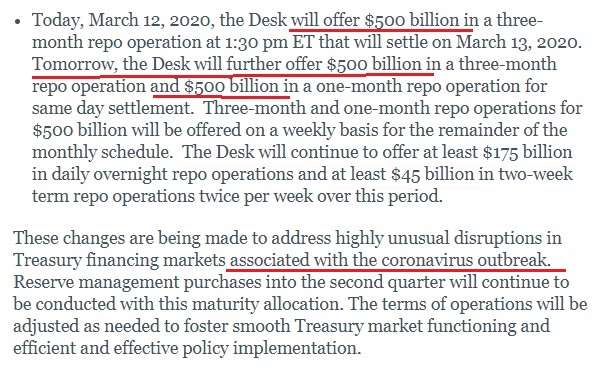 • Today, March 12, 2020, the Desk will offer $500 billion in a three-
month repo operation at 1:30 pm ET that will settle on March 13, 2020.
Tomorrow, the Desk will further offer $500 billion in a three-month
repo operation and $500 billion in a one-month repo operation for
same day settlement.  Three-month and one-month repo operations for
$500 billion will be offered on a weekly basis for the remainder of the
monthly schedule.  The Desk will continue to offer at least $175 billion
in daily overnight repo operations and at least $45 billion in two-week
term repo operations twice per week over this period.
These changes are being made to address highly unusual disruptions in
Treasury financing markets associated with the coronavirus outbreak.
Reserve management purchases into the second quarter will continue to
be conducted with this maturity allocation. The terms of operations will be
adjusted as needed to foster smooth Treasury market functioning and
efficient and effective policy implementation.